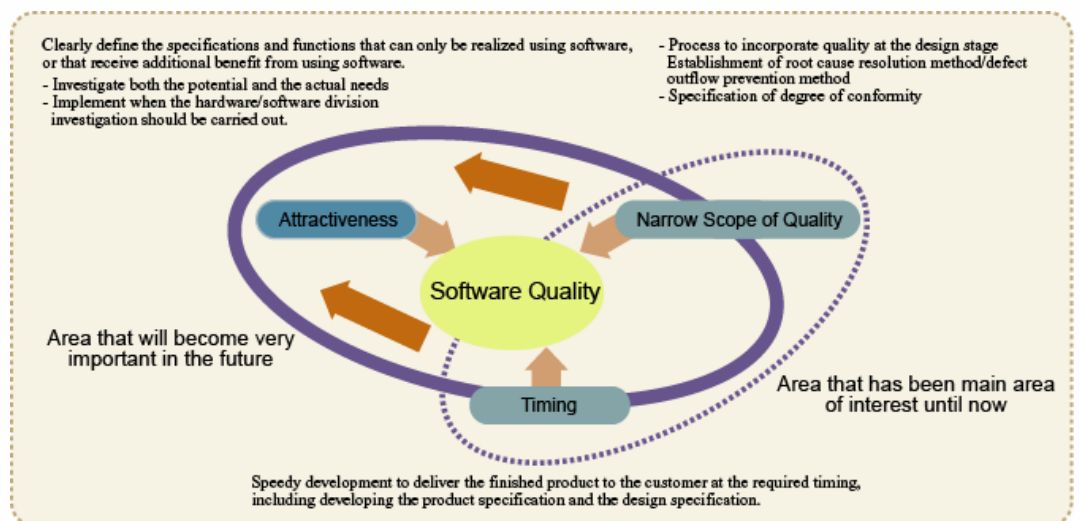 Clearly define the specifications and functions that can only be realized using software,
or that receive additional benefit from using software.
- Investigate both the potential and the actual needs
- Implement when the hardware/software division
investigation should be carried out.
- Process to incorporate quality at the design stage
Establishment of root cause resolution method/defect
outflow prevention method
- Specification of degree of conformity
Attractiveness
Narrow Scope of Quality
Software Quality
Area that will become very
important in the future
Timing
Area that has been main area
of interest until now
Speedy development to deliver the finished product to the customer at the required timing,
including developing the product specification and the design specification.